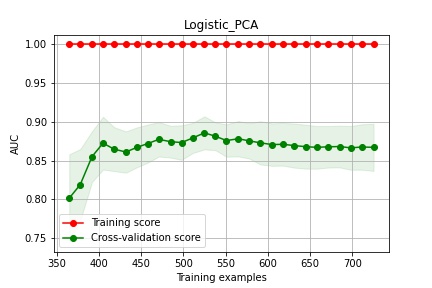 Logistic_PCA
AUC
1.00
0.95
0.90
0.85
0.80
0.75
Training score
Cross-validation score
350 400 450 500 550 600 650 700
Training examples